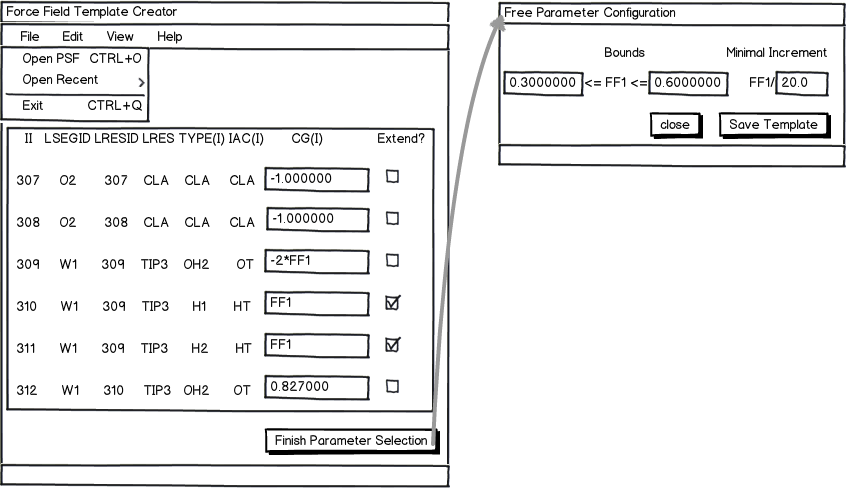 Force Field Template Creator
File Edit View Help
Open PSF CTRL+O
Open Recent >
Exit CTRL+Q
II LSEGID LRESID LRES TYPE(I) IAC(I) CG(I) Extend?
307 O2 307 CLA CLA CLA -1.000000
308 O2 308 CLA CLA CLA -1.000000
309 W1 309 TIP3 OH2 OT -2*FF1
310 W1 309 TIP3 H1 HT FF1
311 W1 309 TIP3 H2 HT FF1
312 W1 310 TIP3 OH2 OT 0.827000
Finish Parameter Selection
Free Parameter Configuration
Bounds Minimal Increment
0.3000000 <= FF1 <= 0.6000000 FF1/ 20.0
close Save Template